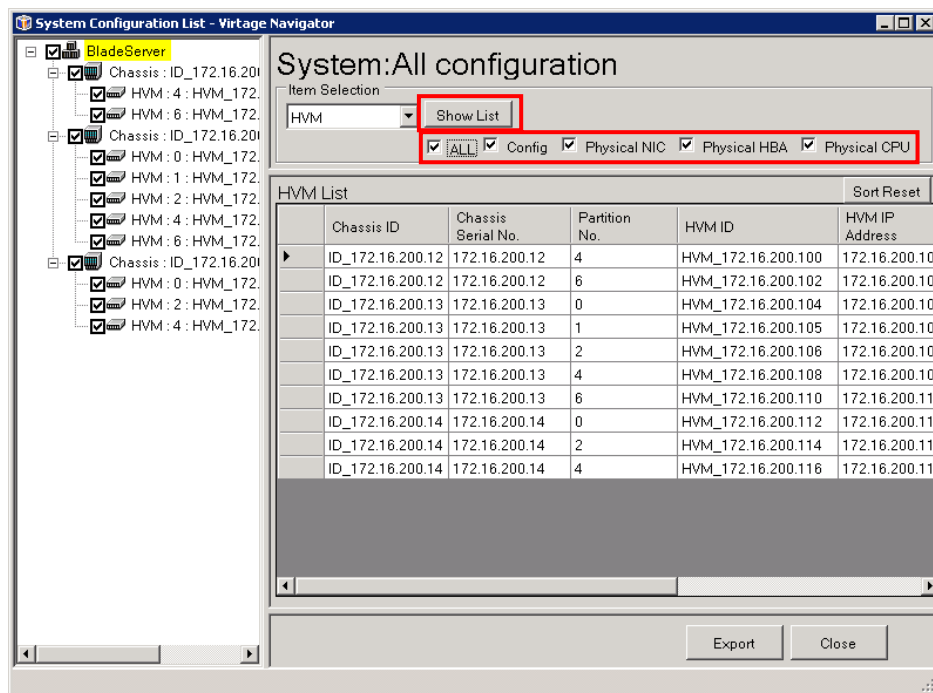 System Configuration List - Virtage Navigator
BladeServer
Chassis : ID_172.16.20
HVM : 4 : HVM_172.
HVM : 6 : HVM_172.
Chassis : ID_172.16.20
HVM : 0 : HVM_172.
HVM : 1 : HVM_172.
HVM : 2 : HVM_172.
HVM : 4 : HVM_172.
HVM : 6 : HVM_172.
Chassis : ID_172.16.20
HVM : 0 : HVM_172.
HVM : 2 : HVM_172.
HVM : 4 : HVM_172.
System:All configuration
Item Selection
HVM Show List
ALL Config Physical NIC Physical HBA Physical CPU
HVM List Sort Reset
Chassis ID Chassis Serial No. Partition No. HVM ID HVM IP Address
ID_172.16.200.12 172.16.200.12 4 HVM_172.16.200.100 172.16.200.10
ID_172.16.200.12 172.16.200.12 6 HVM_172.16.200.102 172.16.200.10
ID_172.16.200.13 172.16.200.13 0 HVM_172.16.200.104 172.16.200.10
ID_172.16.200.13 172.16.200.13 1 HVM_172.16.200.105 172.16.200.10
ID_172.16.200.13 172.16.200.13 2 HVM_172.16.200.106 172.16.200.10
ID_172.16.200.13 172.16.200.13 4 HVM_172.16.200.108 172.16.200.10
ID_172.16.200.13 172.16.200.13 6 HVM_172.16.200.110 172.16.200.11
ID_172.16.200.14 172.16.200.14 0 HVM_172.16.200.112 172.16.200.11
ID_172.16.200.14 172.16.200.14 2 HVM_172.16.200.114 172.16.200.11
ID_172.16.200.14 172.16.200.14 4 HVM_172.16.200.116 172.16.200.11
Export Close